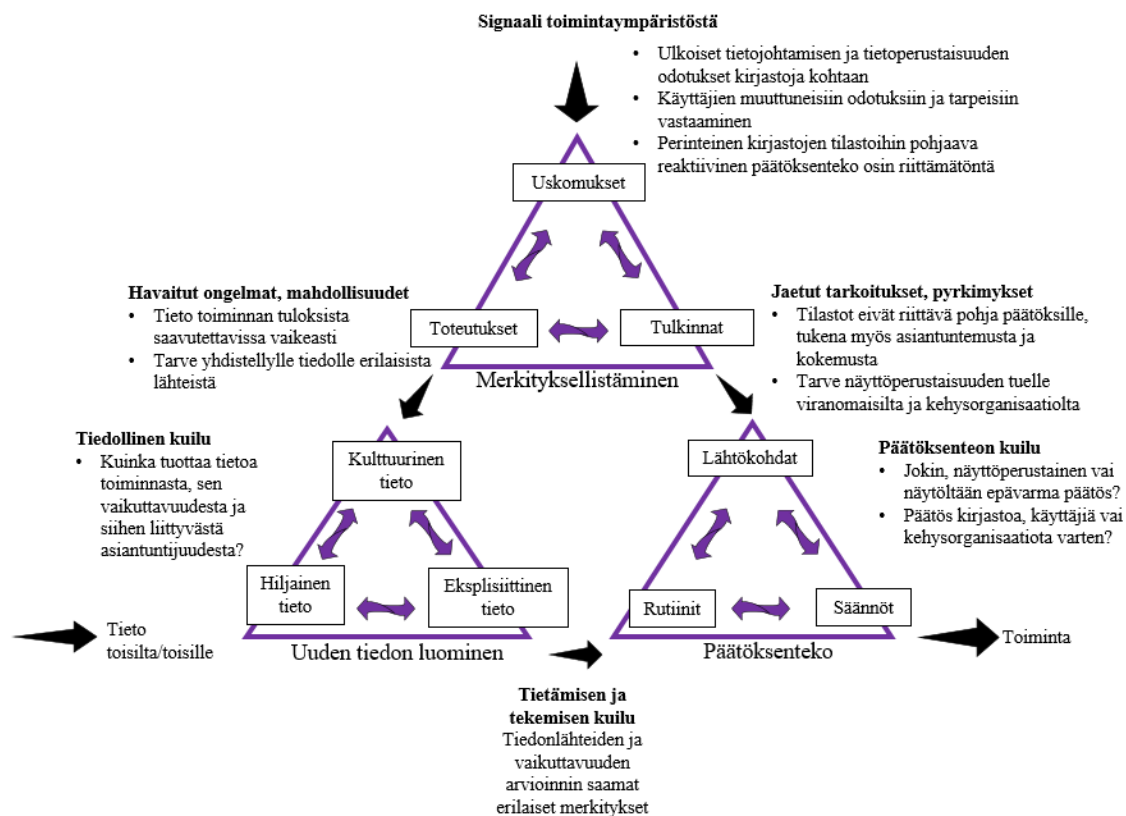 Signaali toimintaympäristöstä
• Ulkoiset tietojohtamisen ja tietoperustaisuuden
odotukset kirjastoja kohtaan
• Käyttäjien muuttuneisiin odotuksiin ja tarpeisiin
vastaaminen
• Perinteinen kirjastojen tilastoihin pohjaava
reaktiivinen päätöksenteko osin riittämätöntä
Uskomukset
Toteutukset
Tulkinnat
Merkityksellistäminen
Havaitut ongelmat, mahdollisuudet
• Tieto toiminnan tuloksista
saavutettavissa vaikeasti
• Tarve yhdistellylle tiedolle erilaisista
lähteistä
Jaetut tarkoitukset, pyrkimykset
• Tilastot eivät riittävä pohja päätöksille,
tukena myös asiantuntemusta ja
kokemusta
• Tarve näyttöperustaisuuden tuelle
viranomaisilta ja kehysorganisaatiolta
Tiedollinen kuilu
• Kuinka tuottaa tietoa
toiminnasta, sen
vaikuttavuudesta ja
siihen liittyvästä
asiantuntijuudesta?
Kulttuurinen
tieto
Hiljainen
tieto
Eksplisiittinen
tieto
Uuden tiedon luominen
Lähtökohdat
Rutiinit
Säännöt
Päätöksenteko
Päätöksenteon kuilu
• Jokin, näyttöperustainen vai
näytöltään epävarma päätös?
• Päätös kirjastoa, käyttäjiä vai
kehysorganisaatiota varten?
Tieto
toisilta/toisille
Toiminta
Tietämisen ja
tekemisen kuilu
Tiedonlähteiden ja
vaikuttavuuden
arvioinnin saamat
erilaiset merkitykset